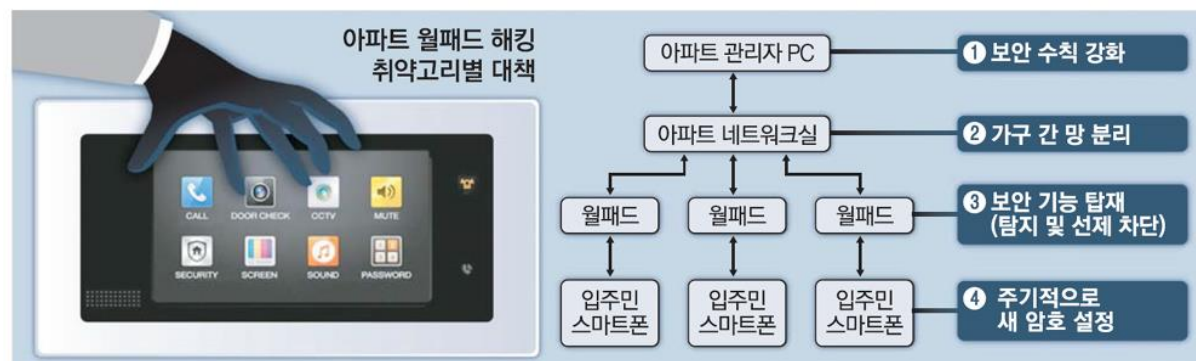 아파트 월패드 해킹
취약고리별 대책
CALL DOOR CHECK CCTV MUTE
SECURITY SCREEN SOUND PASSWORD
아파트 관리자 PC
❶ 보안 수칙 강화
아파트 네트워크실
❷ 가구 간 망 분리
월패드 월패드 월패드
❸ 보안 기능 탑재
(탐지 및 선제 차단)
입주민 입주민 입주민
스마트폰 스마트폰 스마트폰
❹ 주기적으로
새 암호 설정